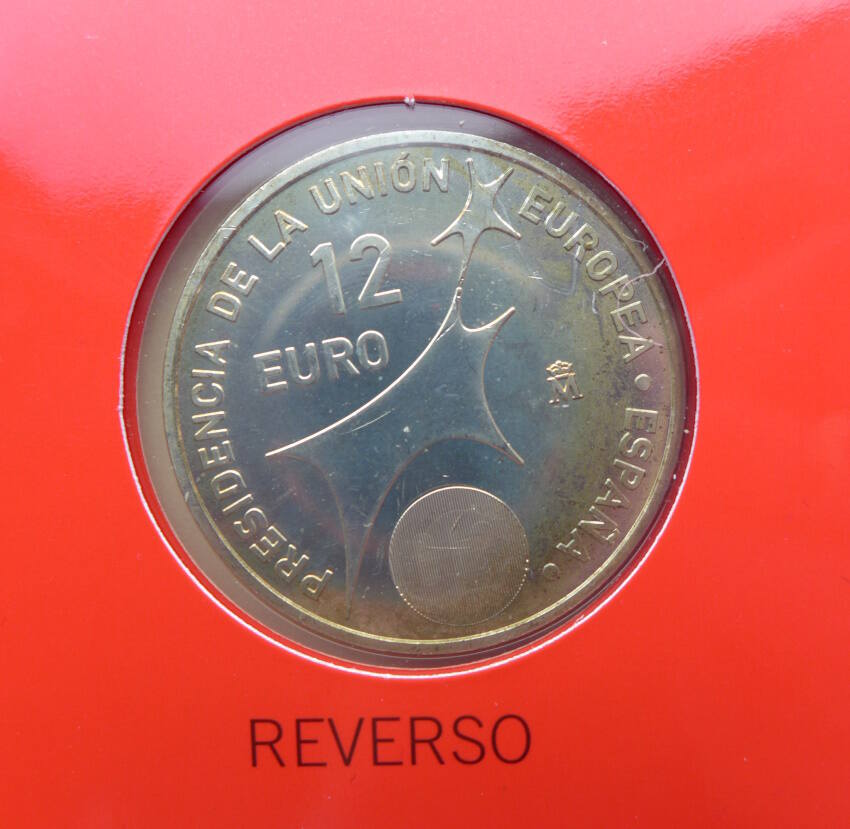 PRESIDENCIA DE LA UNIÓN EUROPEA • ESPAÑA •
12
EURO
M
REVERSO